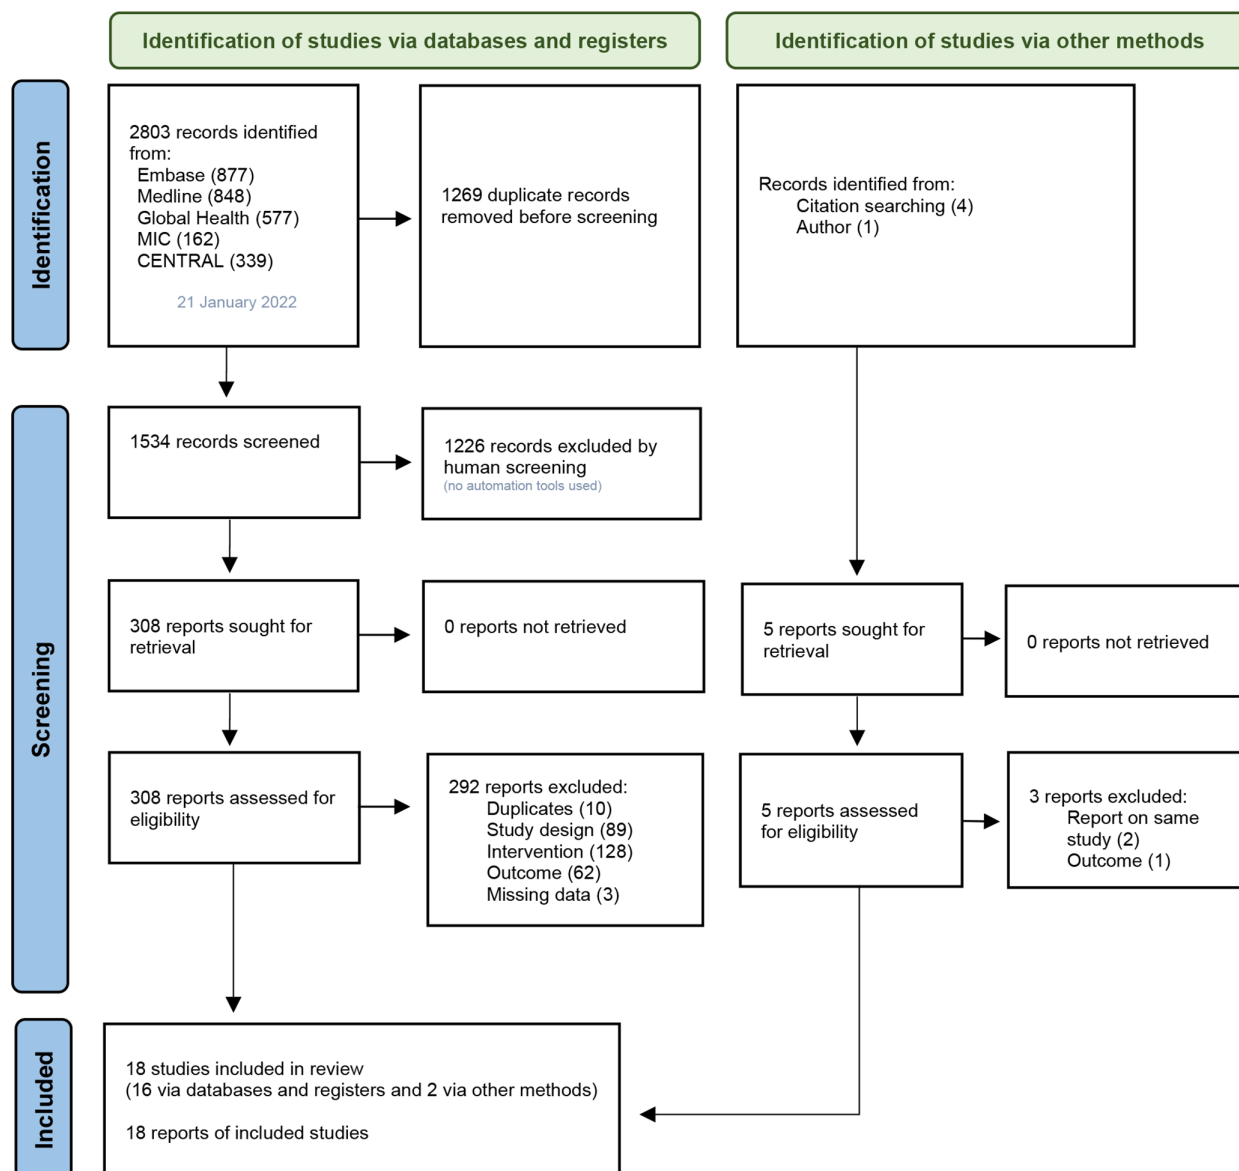 Identification of studies via databases and registers
Identification of studies via other methods
Identification
2803 records identified
from:
Embase (877)
Medline (848)
Global Health (577)
MIC (162)
CENTRAL (339)
21 January 2022
1269 duplicate records
removed before screening
Records identified from:
Citation searching (4)
Author (1)
Screening
1534 records screened
1226 records excluded by
human screening
(no automation tools used)
308 reports sought for
retrieval
0 reports not retrieved
5 reports sought for
retrieval
0 reports not retrieved
308 reports assessed for
eligibility
292 reports excluded:
Duplicates (10)
Study design (89)
Intervention (128)
Outcome (62)
Missing data (3)
5 reports assessed
for eligibility
3 reports excluded:
Report on same
study (2)
Outcome (1)
Included
18 studies included in review
(16 via databases and registers and 2 via other methods)
18 reports of included studies